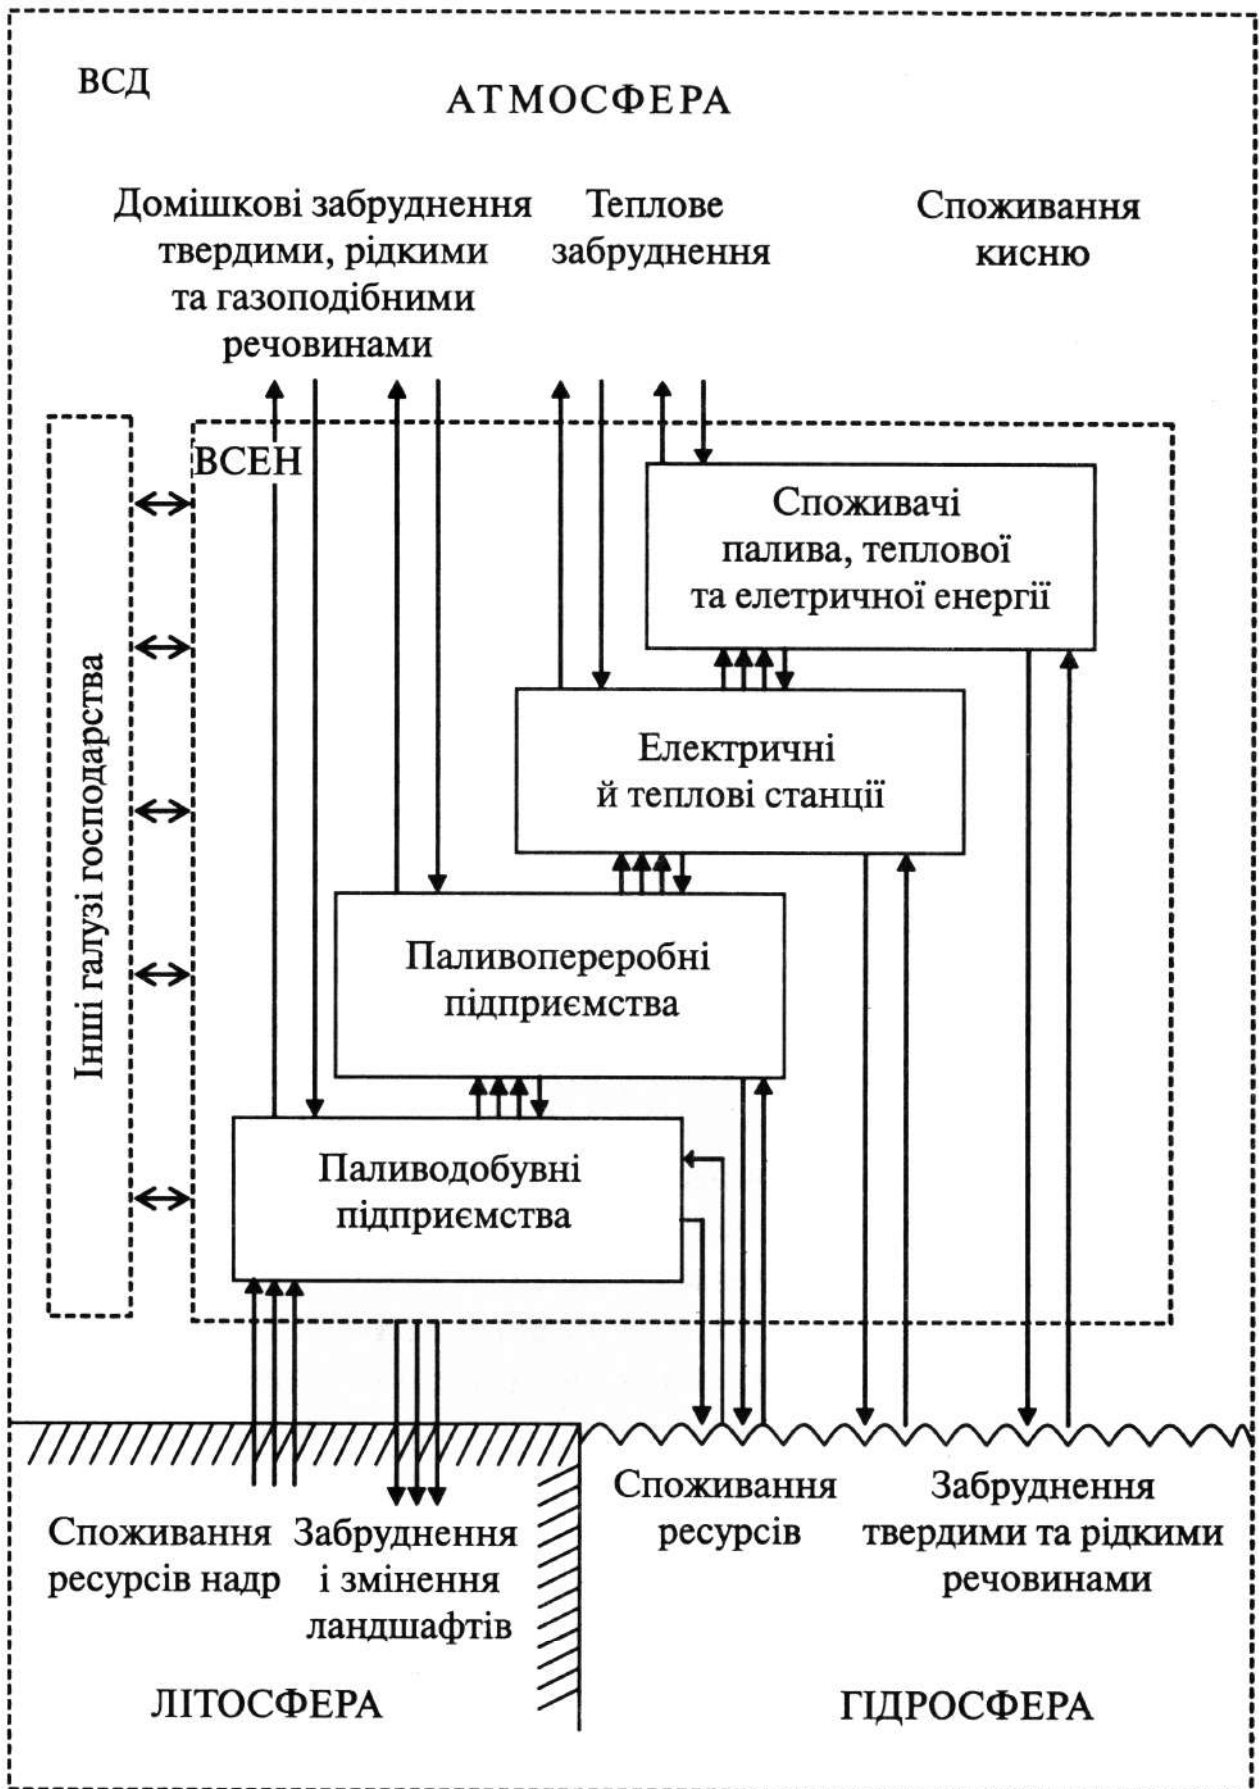 ВСД
АТМОСФЕРА
Домішкові забруднення
твердими, рідкими
та газоподібними
речовинами
Теплове
забруднення
Споживання
кисню
ВСЕН
Інші галузі господарства
Споживачі
палива, теплової
та елетричної енергії
Електричні
й теплові станції
Паливопереробні
підприємства
Паливодобувні
підприємства
Споживання
ресурсів надр
Забруднення
і змінення
ландшафтів
Споживання
ресурсів
Забруднення
твердими та рідкими
речовинами
ЛІТОСФЕРА
ГІДРОСФЕРА